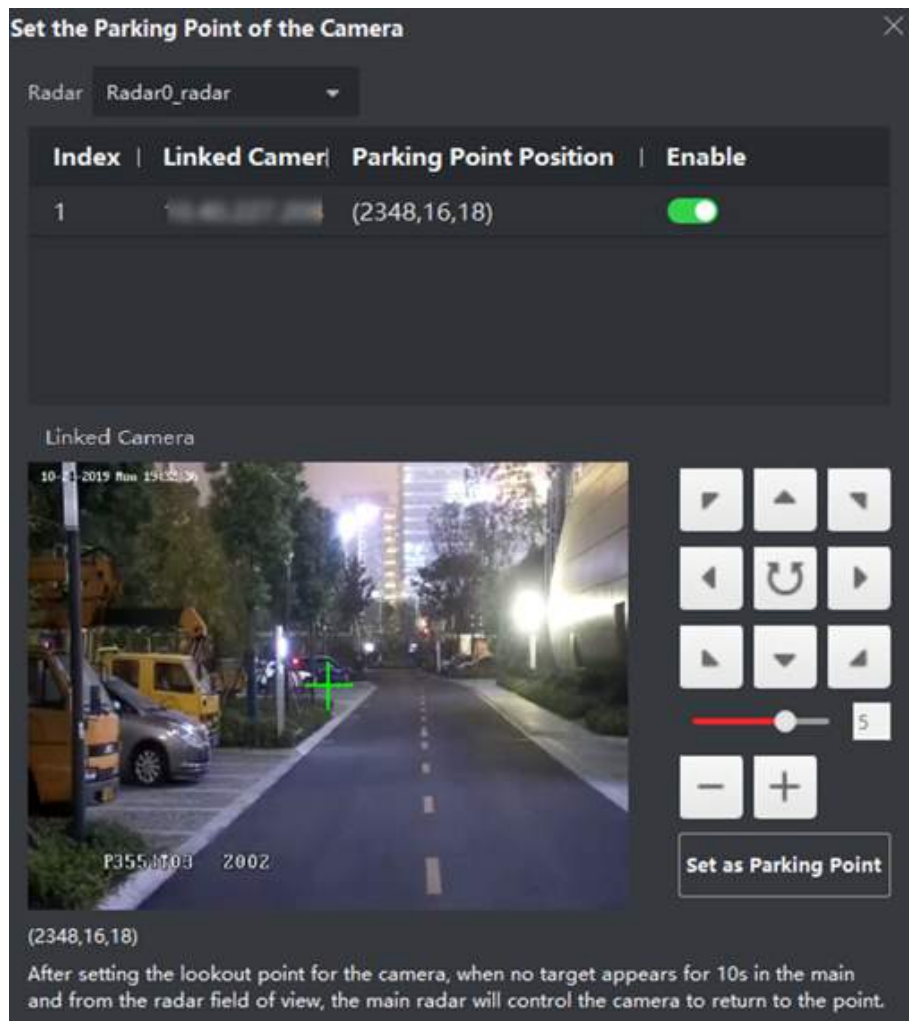 Set the Parking Point of the Camera
Radar Radar0_radar
Index Linked Camer Parking Point Position Enable
1 (2348,16,18)
Linked Camera
2019
5
2002
Set as Parking Point
(2348,16,18)
After setting the lookout point for the camera, when no target appears for 10s in the main
and from the radar field of view, the main radar will control the camera to return to the point.